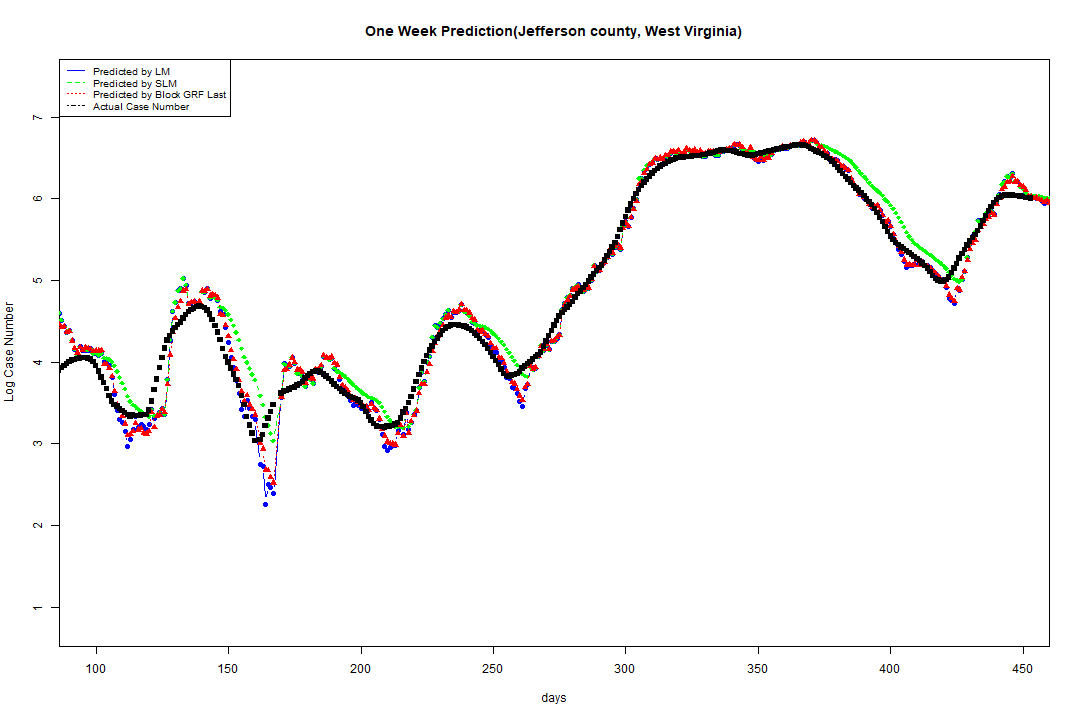 One Week Prediction(Jefferson county, West Virginia)
Predicted by LM
Predicted by SLM
Predicted by Block GRF Last
Actual Case Number
7
6
5
4
3
2
1
Log Case Number
100 150 200 250 300 350 400 450
days